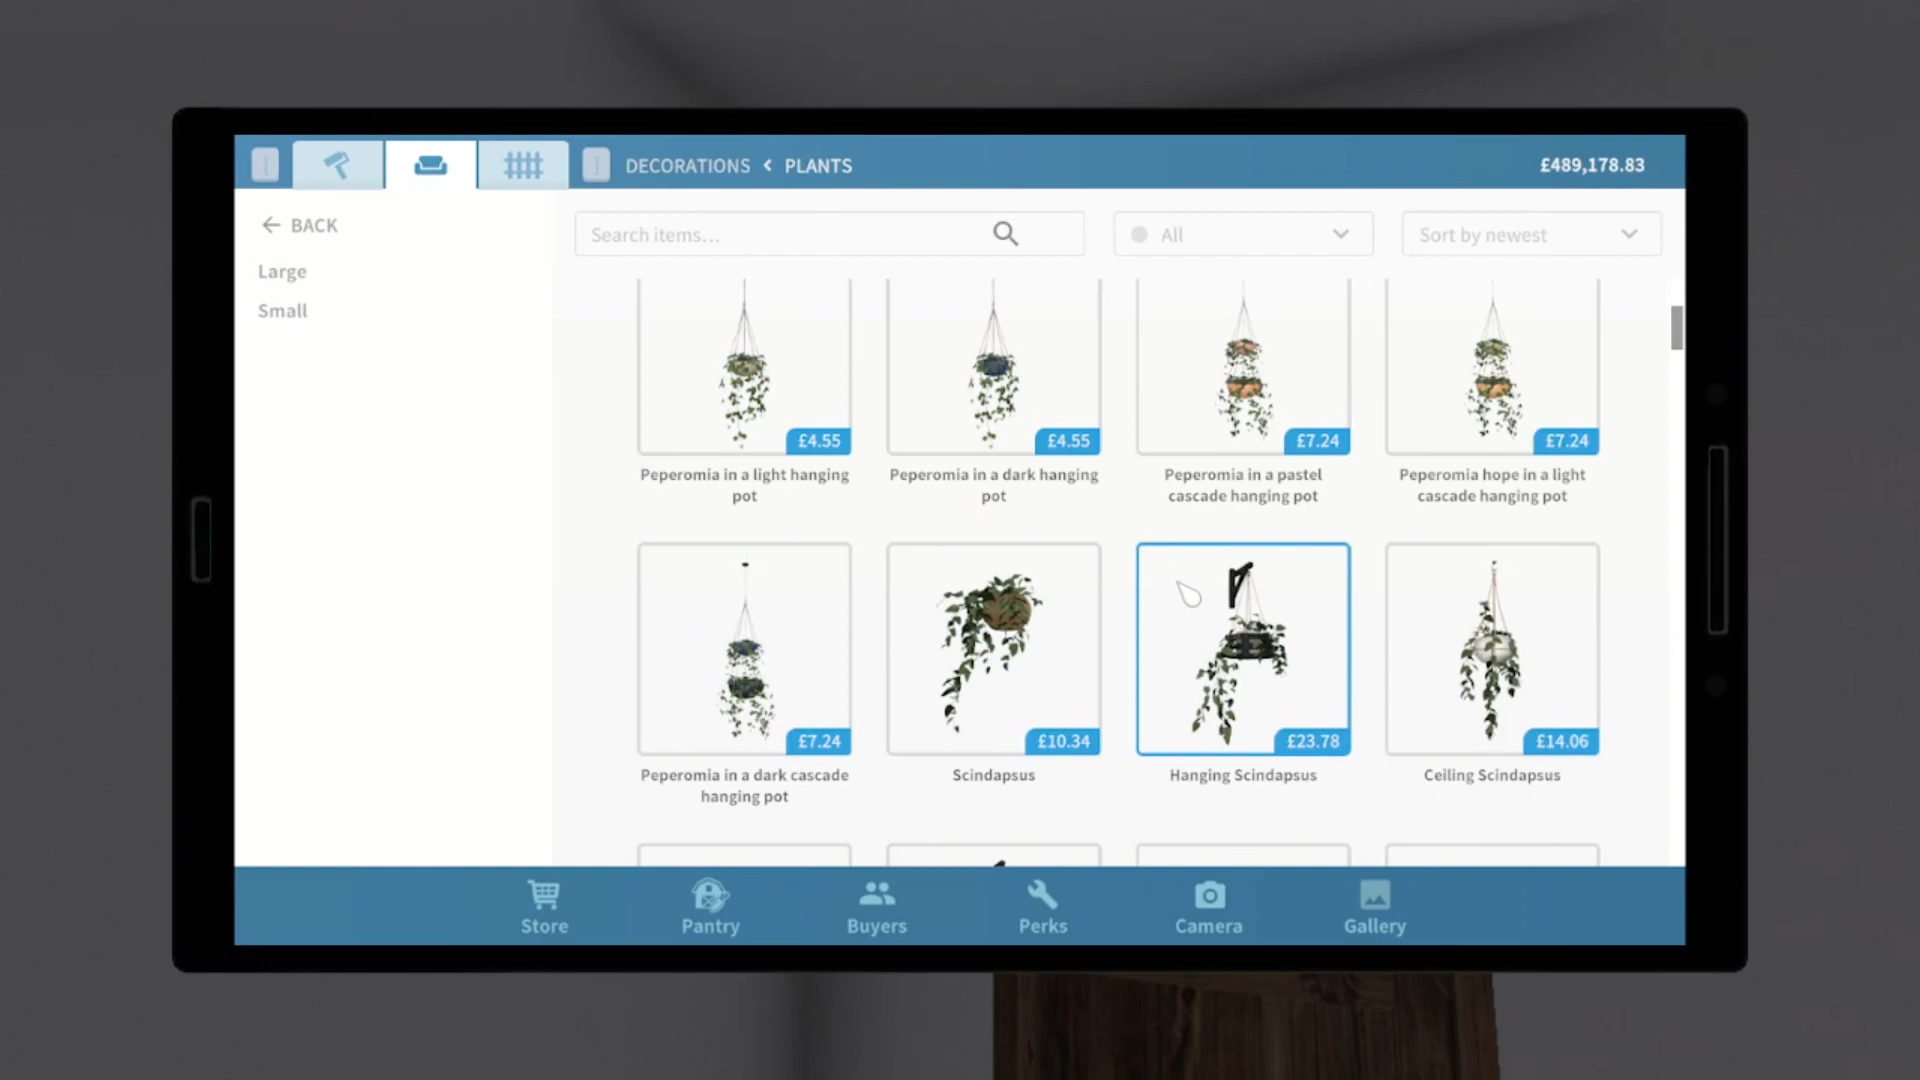 DECORATIONS < PLANTS
£489,178.83
BACK
Large
Small
Search items...
All
Sort by newest
£4.55
£4.55
£7.24
£7.24
Peperomia in a light hanging
pot
Peperomia in a dark hanging
pot
Peperomia in a pastel
cascade hanging pot
Peperomia hope in a light
cascade hanging pot
£7.24
£10.34
£23.78
£14.06
Peperomia in a dark cascade
hanging pot
Scindapsus
Hanging Scindapsus
Ceiling Scindapsus
Store
Pantry
Buyers
Perks
Camera
Gallery